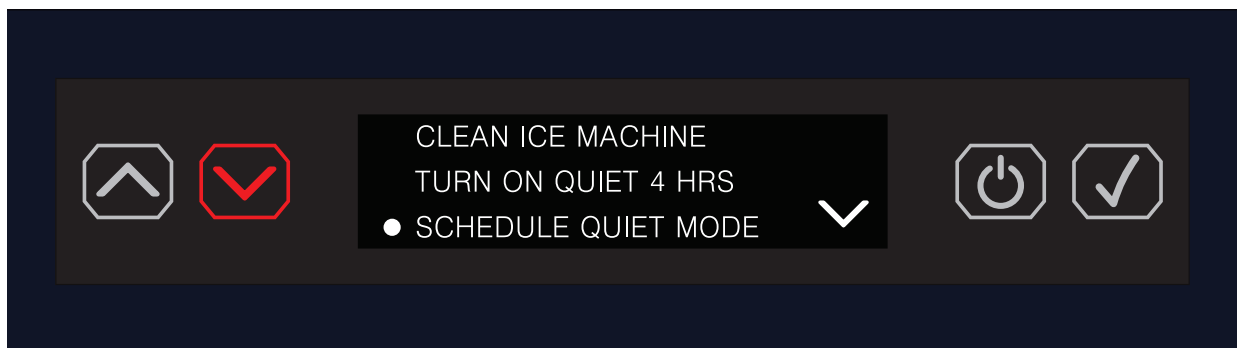 CLEAN ICE MACHINE
TURN ON QUIET 4 HRS
SCHEDULE QUIET MODE